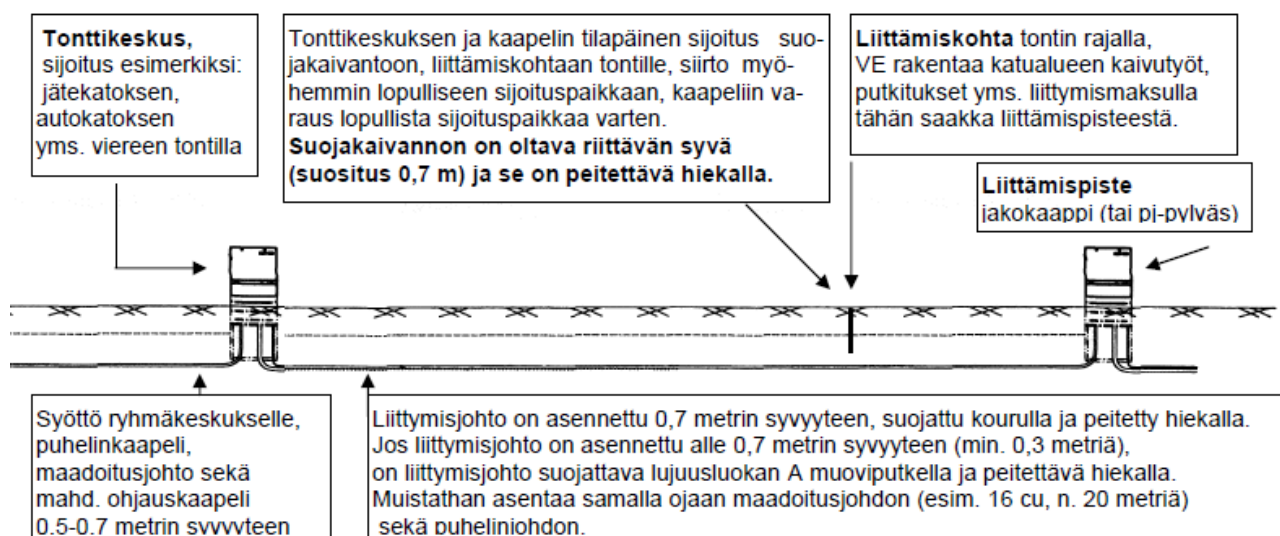 Tonttikeskus,
sijoitus esimerkiksi:
jätekatoksen,
autokatoksen
yms. viereen tontilla
Tonttikeskuksen ja kaapelin tilapäinen sijoitus suo-
jakaivantoon, liittämiskohtaan tontille, siirto myö-
hemmin lopulliseen sijoituspaikkaan, kaapeliin va-
raus lopullista sijoituspaikkaa varten.
Suojakaivannon on oltava riittävän syvä
(suositus 0,7 m) ja se on peitettävä hiekalla.
Liittämiskohta tontin rajalla,
VE rakentaa katualueen kaivutyöt,
putkitukset yms. liittymismaksulla
tähän saakka liittämispisteestä.
Liittämispiste
jakokaappi (tai pj-pylväs)
Syöttö ryhmäkeskukselle,
puhelinkaapeli,
maadoitusjohto sekä
mahd. ohjauskaapeli
0.5-0.7 metrin syvyyteen
Liittymisjohto on asennettu 0,7 metrin syvyyteen, suojattu kourulla ja peitetty hiekalla.
Jos liittymisjohto on asennettu alle 0,7 metrin syvyyteen (min. 0,3 metriä),
on liittymisjohto suojattava lujuusluokan A muoviputkella ja peitettävä hiekalla.
Muistathan asentaa samalla ojaan maadoitusjohdon (esim. 16 cu, n. 20 metriä)
sekä puhelinjohdon.